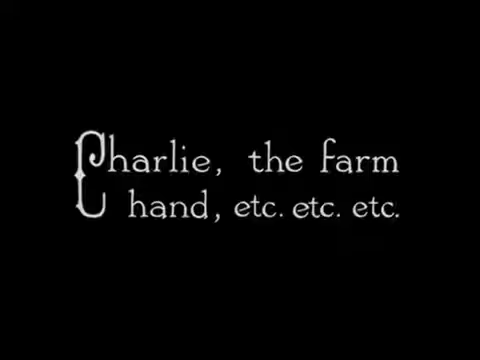 Charlie, the farm
hand, etc. etc. etc.